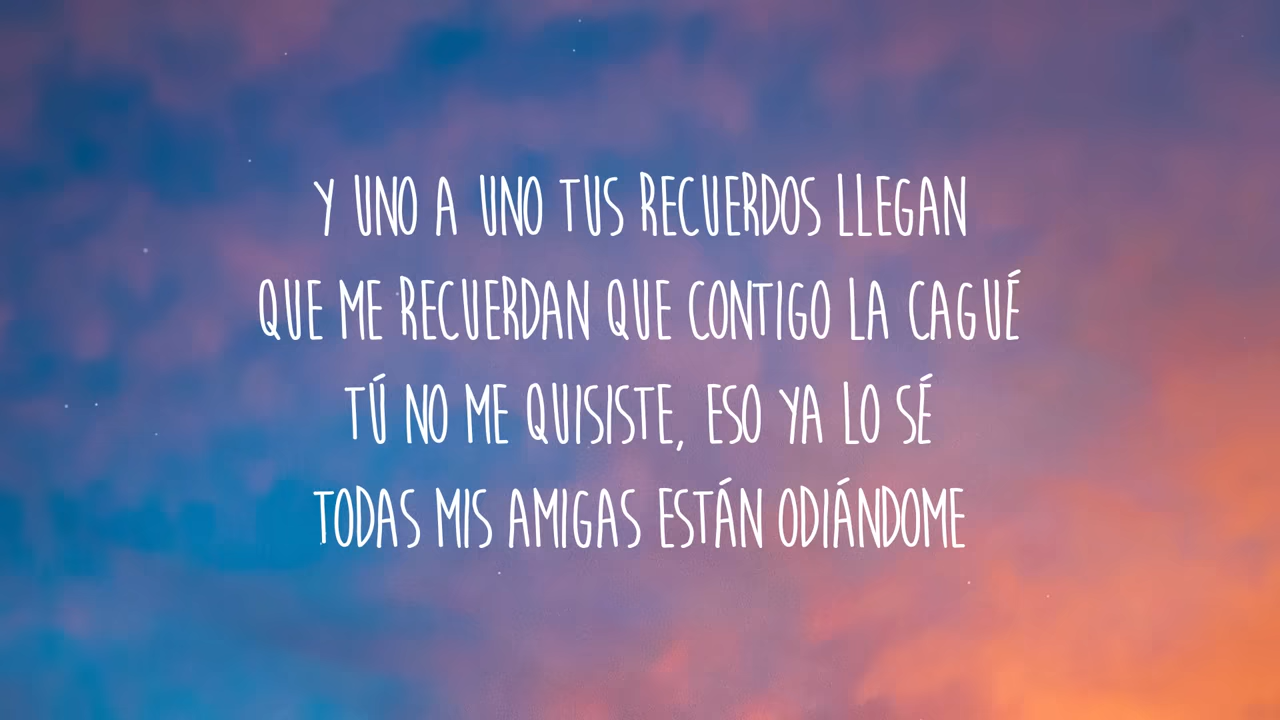 Y UNO A UNO TUS RECUERDOS LLEGAN
QUE ME RECUERDAN QUE CONTIGO LA CAGUÉ
TÚ NO ME QUISISTE, ESO YA LO SÉ
TODAS MIS AMIGAS ESTÁN ODIÁNDOME